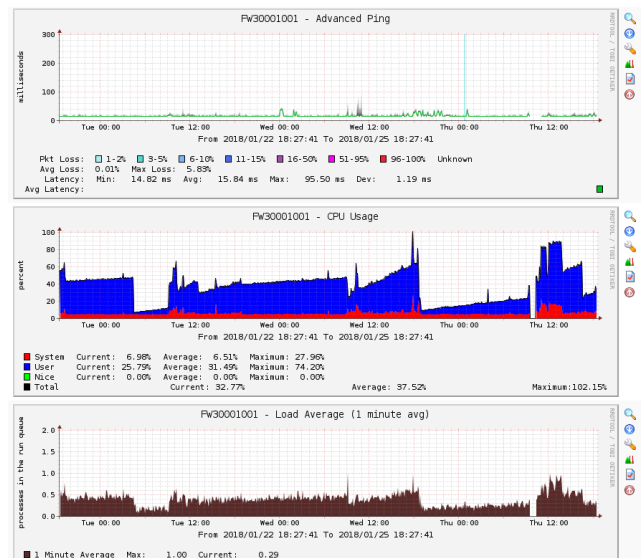 FW30001001 - Advanced Ping
RRDTOOL / TOBI OETIKER
milliseconds
300
200
100
0
Tue 00:00 Tue 12:00 Wed 00:00 Wed 12:00 Thu 00:00 Thu 12:00
From 2018/01/22 18:27:41 To 2018/01/25 18:27:41
Pkt Loss: 1-2% 3-5% 6-10% 11-15% 16-50% 51-95% 96-100% Unknown
Avg Loss: 0.01% Max Loss: 5.83%
Latency: Min: 14.82 ms Avg: 15.84 ms Max: 95.50 ms Dev: 1.19 ms
Avg Latency:
FW30001001 - CPU Usage
RRDTOOL / TOBI OETIKER
percent
100
80
60
40
20
0
Tue 00:00 Tue 12:00 Wed 00:00 Wed 12:00 Thu 00:00 Thu 12:00
From 2018/01/22 18:27:41 To 2018/01/25 18:27:41
System Current: 6.98% Average: 6.51% Maximum: 27.96%
User Current: 25.79% Average: 31.49% Maximum: 74.20%
Nice Current: 0.00% Average: 0.00% Maximum: 0.00%
Total Current: 32.77% Average: 37.52% Maximum:102.15%
FW30001001 - Load Average (1 minute avg)
RRDTOOL / TOBI OETIKER
processes in the run queue
2.0
1.5
1.0
0.5
0.0
Tue 00:00 Tue 12:00 Wed 00:00 Wed 12:00 Thu 00:00 Thu 12:00
From 2018/01/22 18:27:41 To 2018/01/25 18:27:41
1 Minute Average Max: 1.00 Current: 0.29